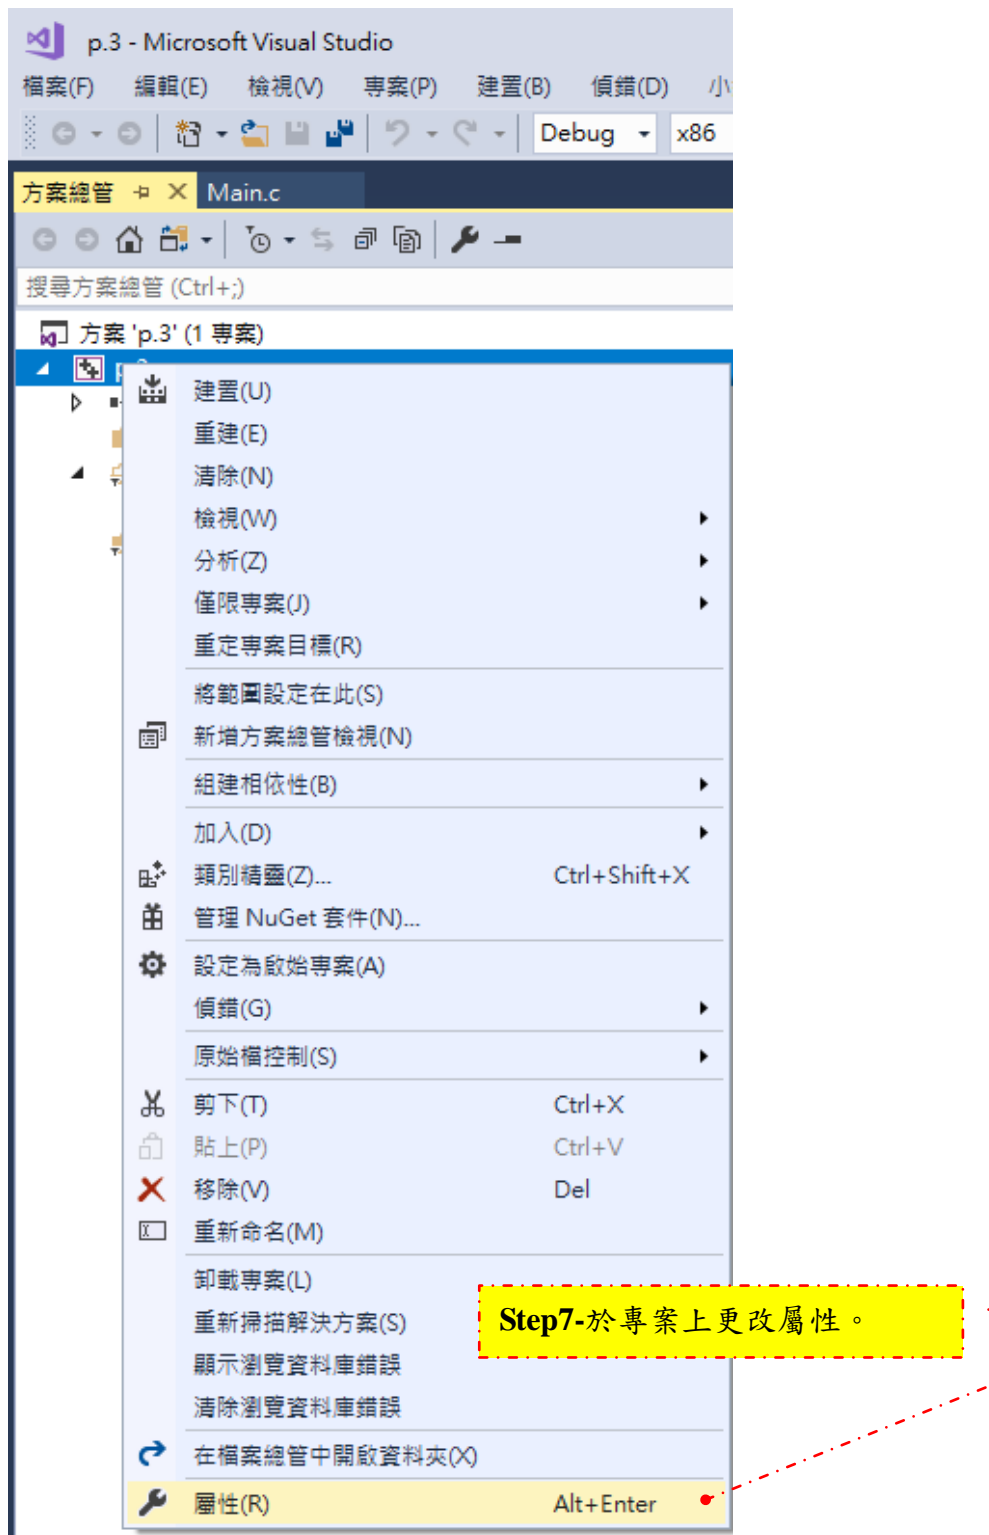 p.3 - Microsoft Visual Studio
檔案(F) 編輯(E) 檢視(V) 專案(P) 建置(B) 偵錯(D) 小
Debug x86
方案總管 Main.c
搜尋方案總管 (Ctrl+;)
方案 'p.3' (1 專案)
建置(U)
重建(E)
清除(N)
檢視(W)
分析(Z)
僅限專案(J)
重定專案目標(R)
將範圍設定在此(S)
新增方案總管檢視(N)
組建相依性(B)
加入(D)
類別精靈(Z)... Ctrl+Shift+X
管理 NuGet 套件(N)...
設定為啟始專案(A)
偵錯(G)
原始檔控制(S)
剪下(T) Ctrl+X
貼上(P) Ctrl+V
移除(V) Del
重新命名(M)
卸載專案(L)
重新掃描解決方案(S)
Step7-於專案上更改屬性。
顯示瀏覽資料庫錯誤
清除瀏覽資料庫錯誤
在檔案總管中開啟資料夾(X)
屬性(R) Alt+Enter